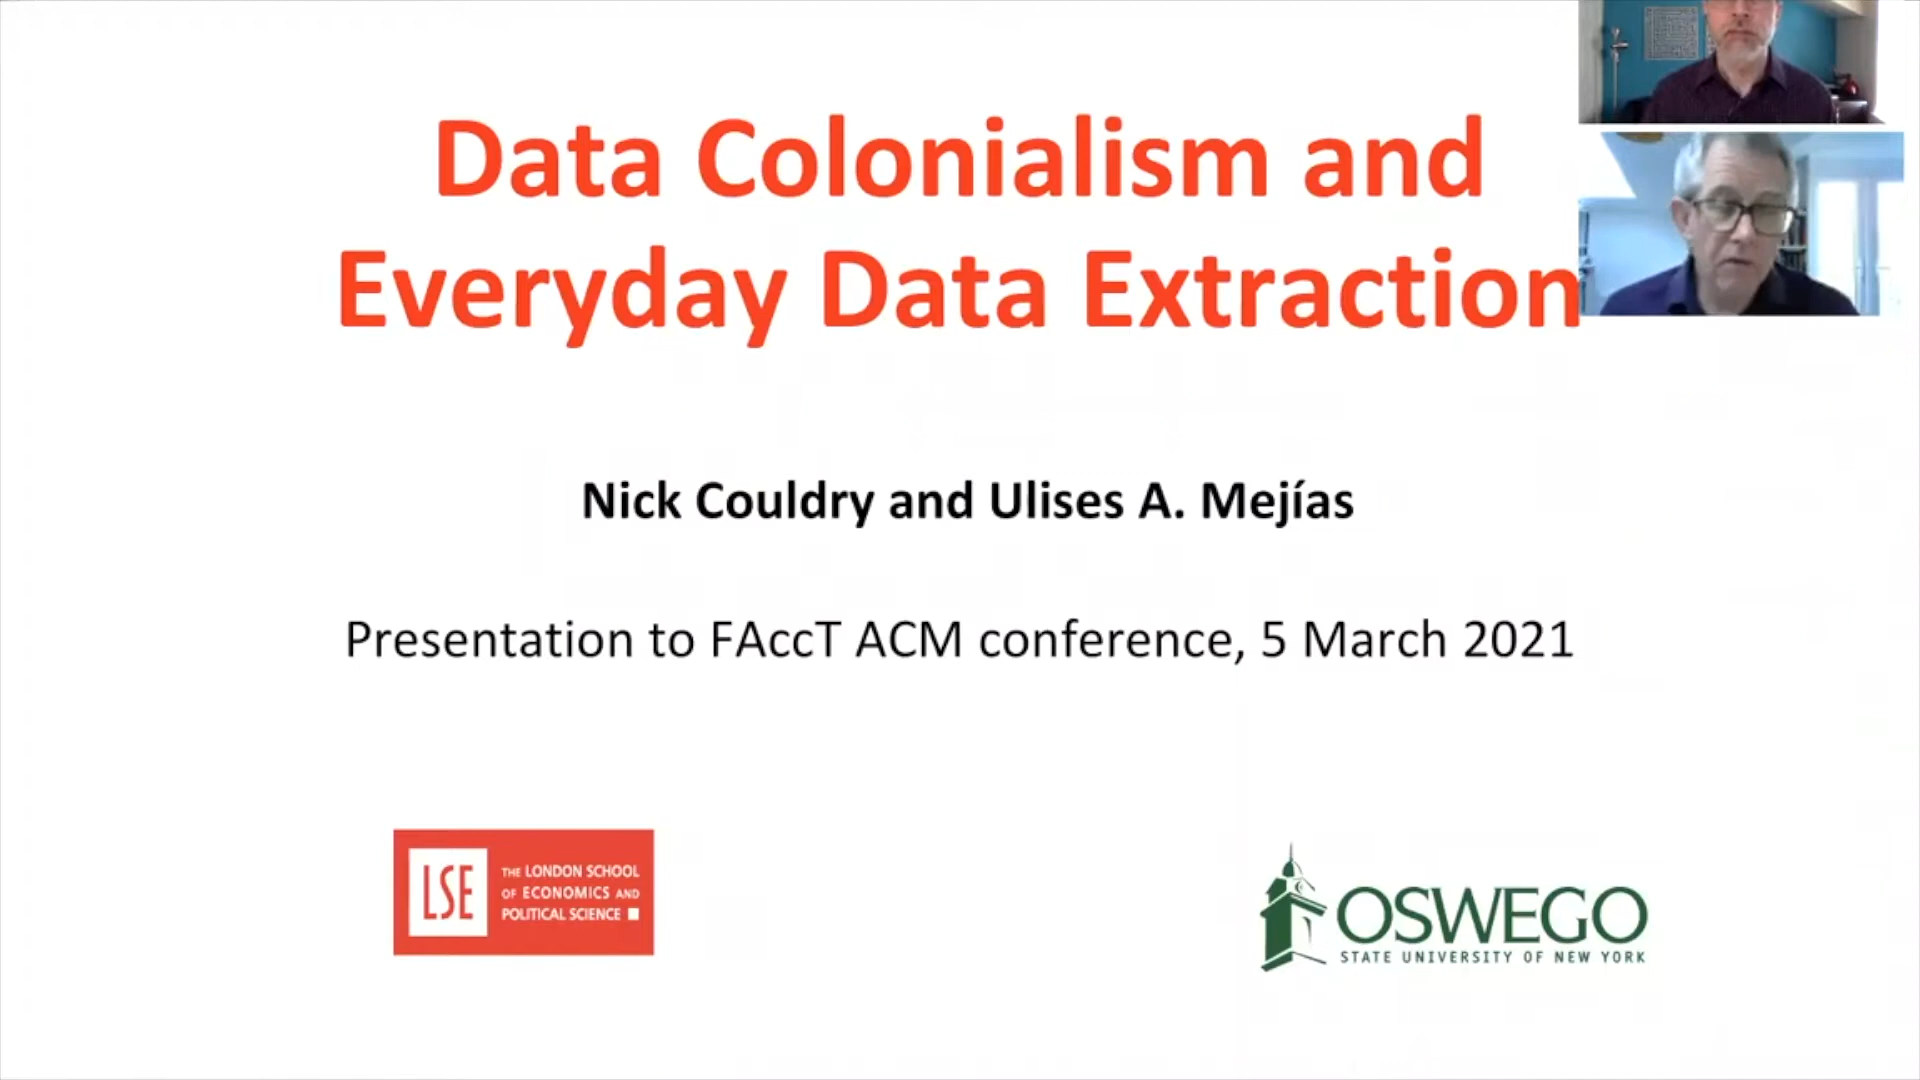 Data Colonialism and
Everyday Data Extraction
Nick Couldry and Ulises A. Mejías
Presentation to FAccT ACM conference, 5 March 2021
LSE
THE LONDON SCHOOL
OF ECONOMICS AND
POLITICAL SCIENCE
OSWEGO
STATE UNIVERSITY OF NEW YORK